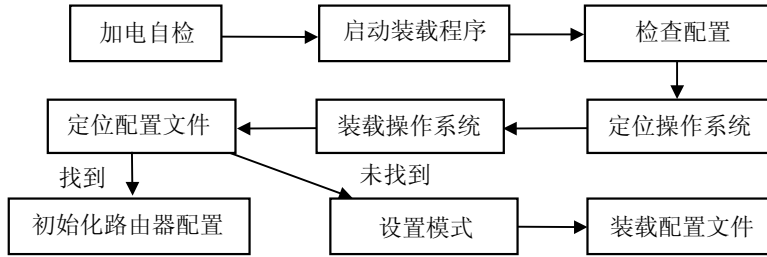 加电自检
启动装载程序
检查配置
定位配置文件
装载操作系统
定位操作系统
找到
未找到
初始化路由器配置
设置模式
装载配置文件